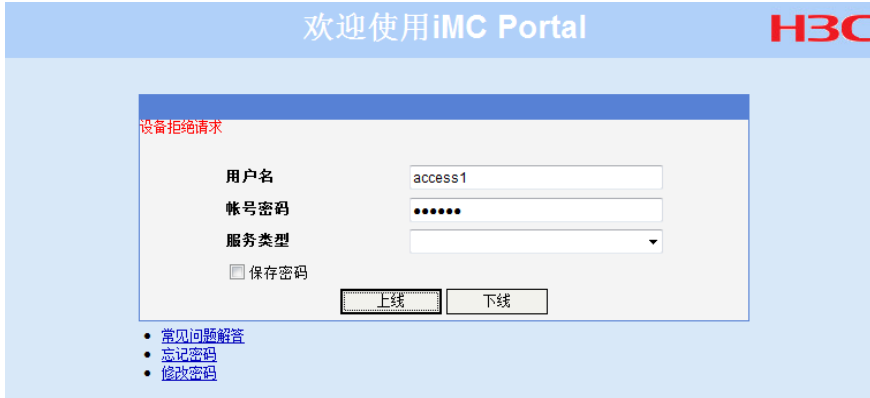 欢迎使用iMC Portal
H3C
设备拒绝请求
用户名 access1
帐号密码 ●●●●●●
服务类型
保存密码
上线 下线
常见问题解答
忘记密码
修改密码